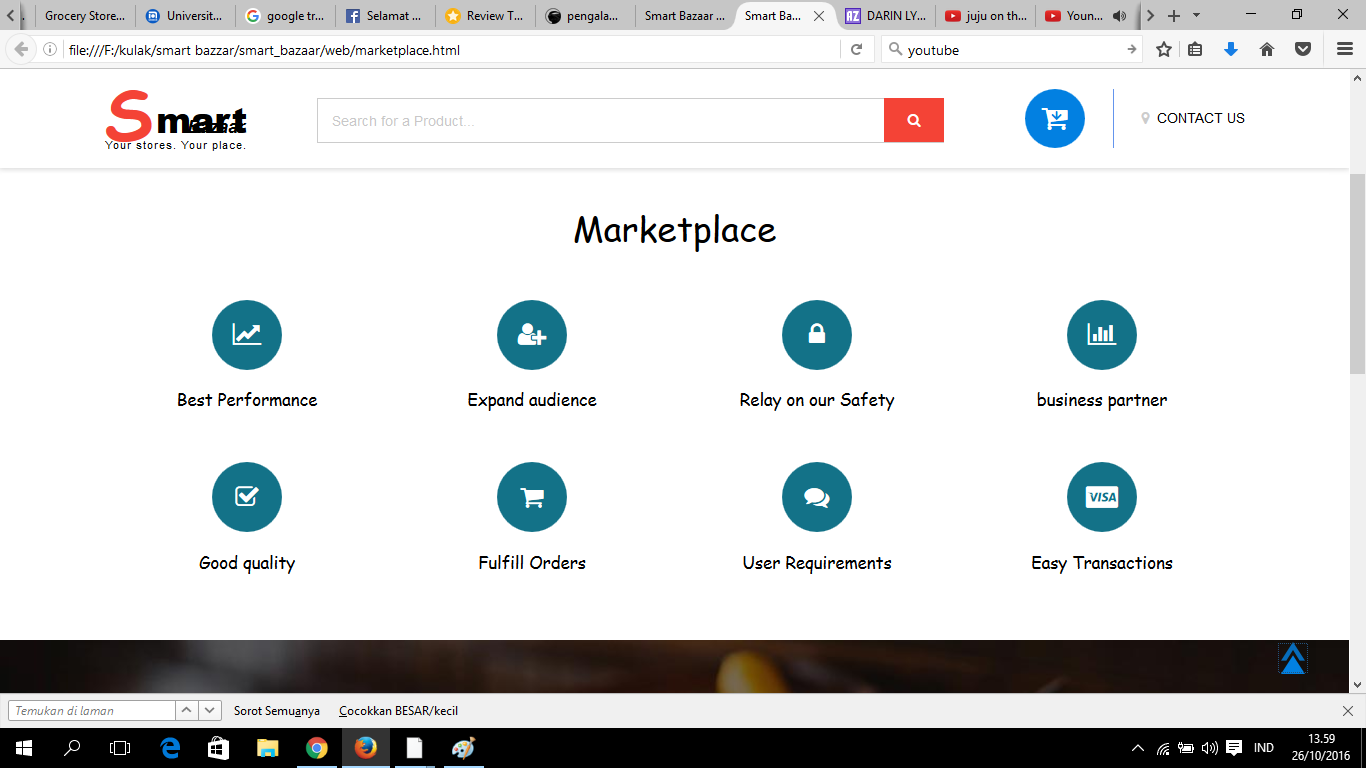 Grocery Store... Universit... google tr... Selamat ... Review T... pengala... Smart Bazaar ... Smart Ba... DARIN LY... juju on th... Youn...
file:///F:/kulak/smart bazzar/smart_bazaar/web/marketplace.html youtube
Smart
Bazaar
Your stores. Your place.
Search for a Product...
CONTACT US
Marketplace
Best Performance Expand audience Relay on our Safety business partner
VISA
Good quality Fulfill Orders User Requirements Easy Transactions
Temukan di laman Sorot Semuanya Cocokkan BESAR/kecil
IND 13.59
26/10/2016